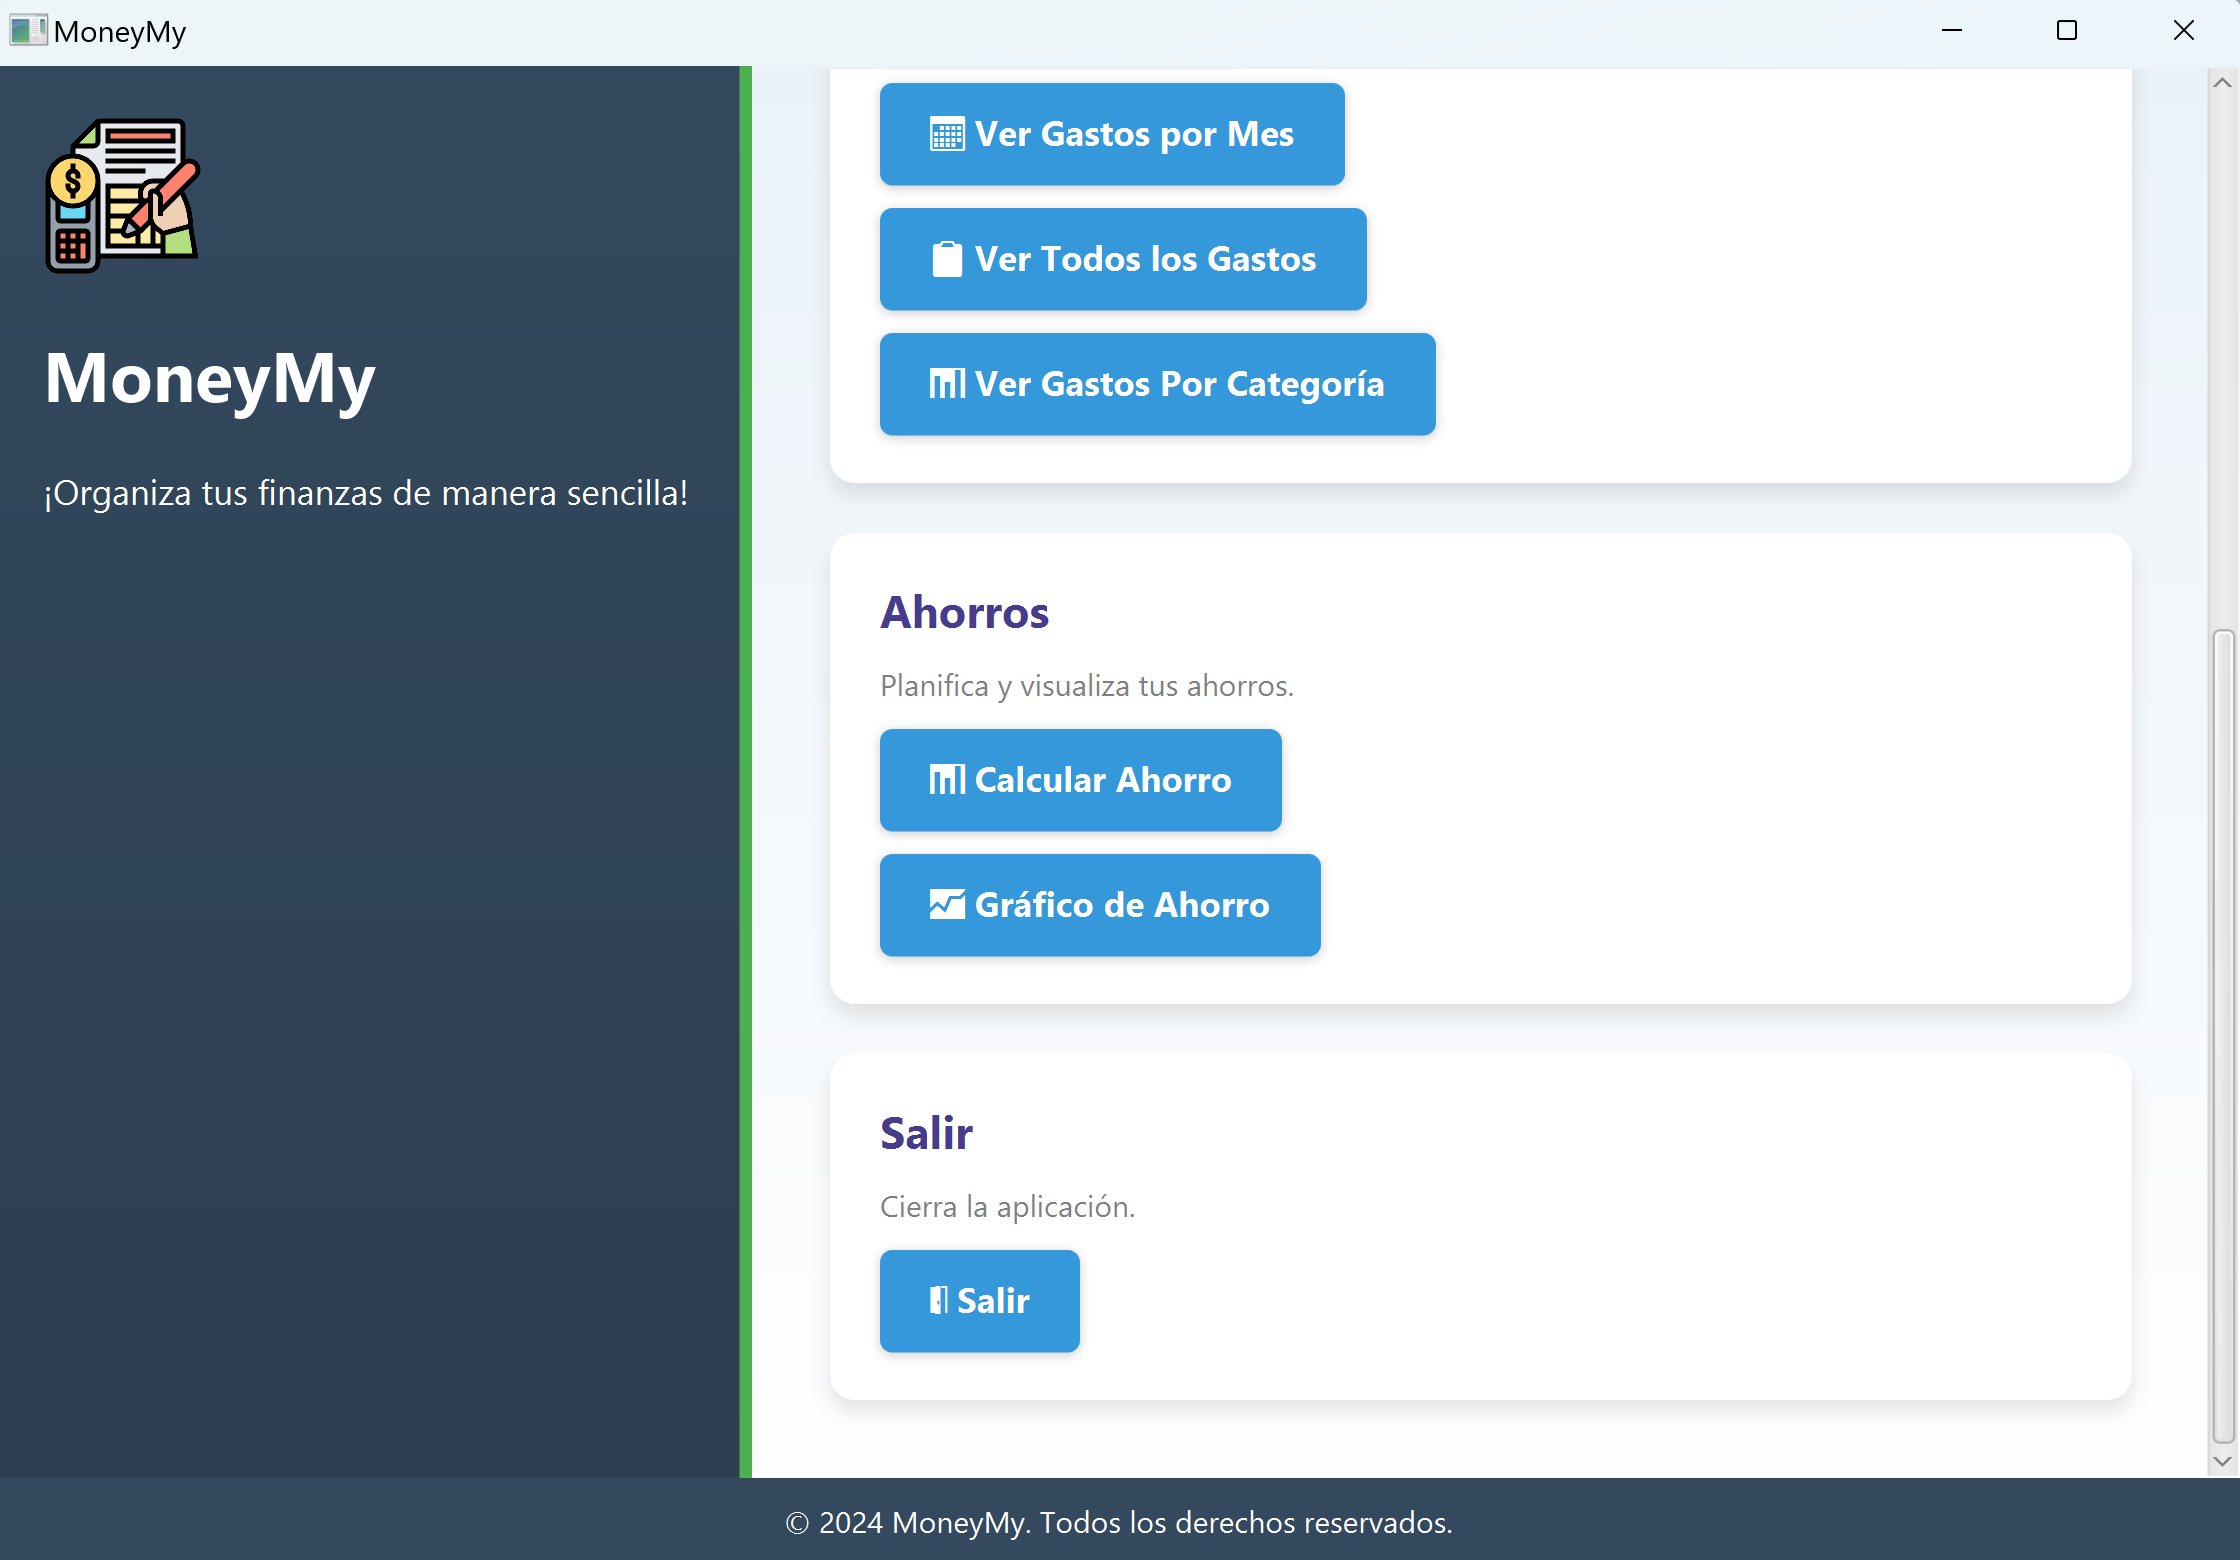 MoneyMy
MoneyMy
¡Organiza tus finanzas de manera sencilla!
Ver Gastos por Mes
Ver Todos los Gastos
Ver Gastos Por Categoría
Ahorros
Planifica y visualiza tus ahorros.
Calcular Ahorro
Gráfico de Ahorro
Salir
Cierra la aplicación.
Salir
© 2024 MoneyMy. Todos los derechos reservados.